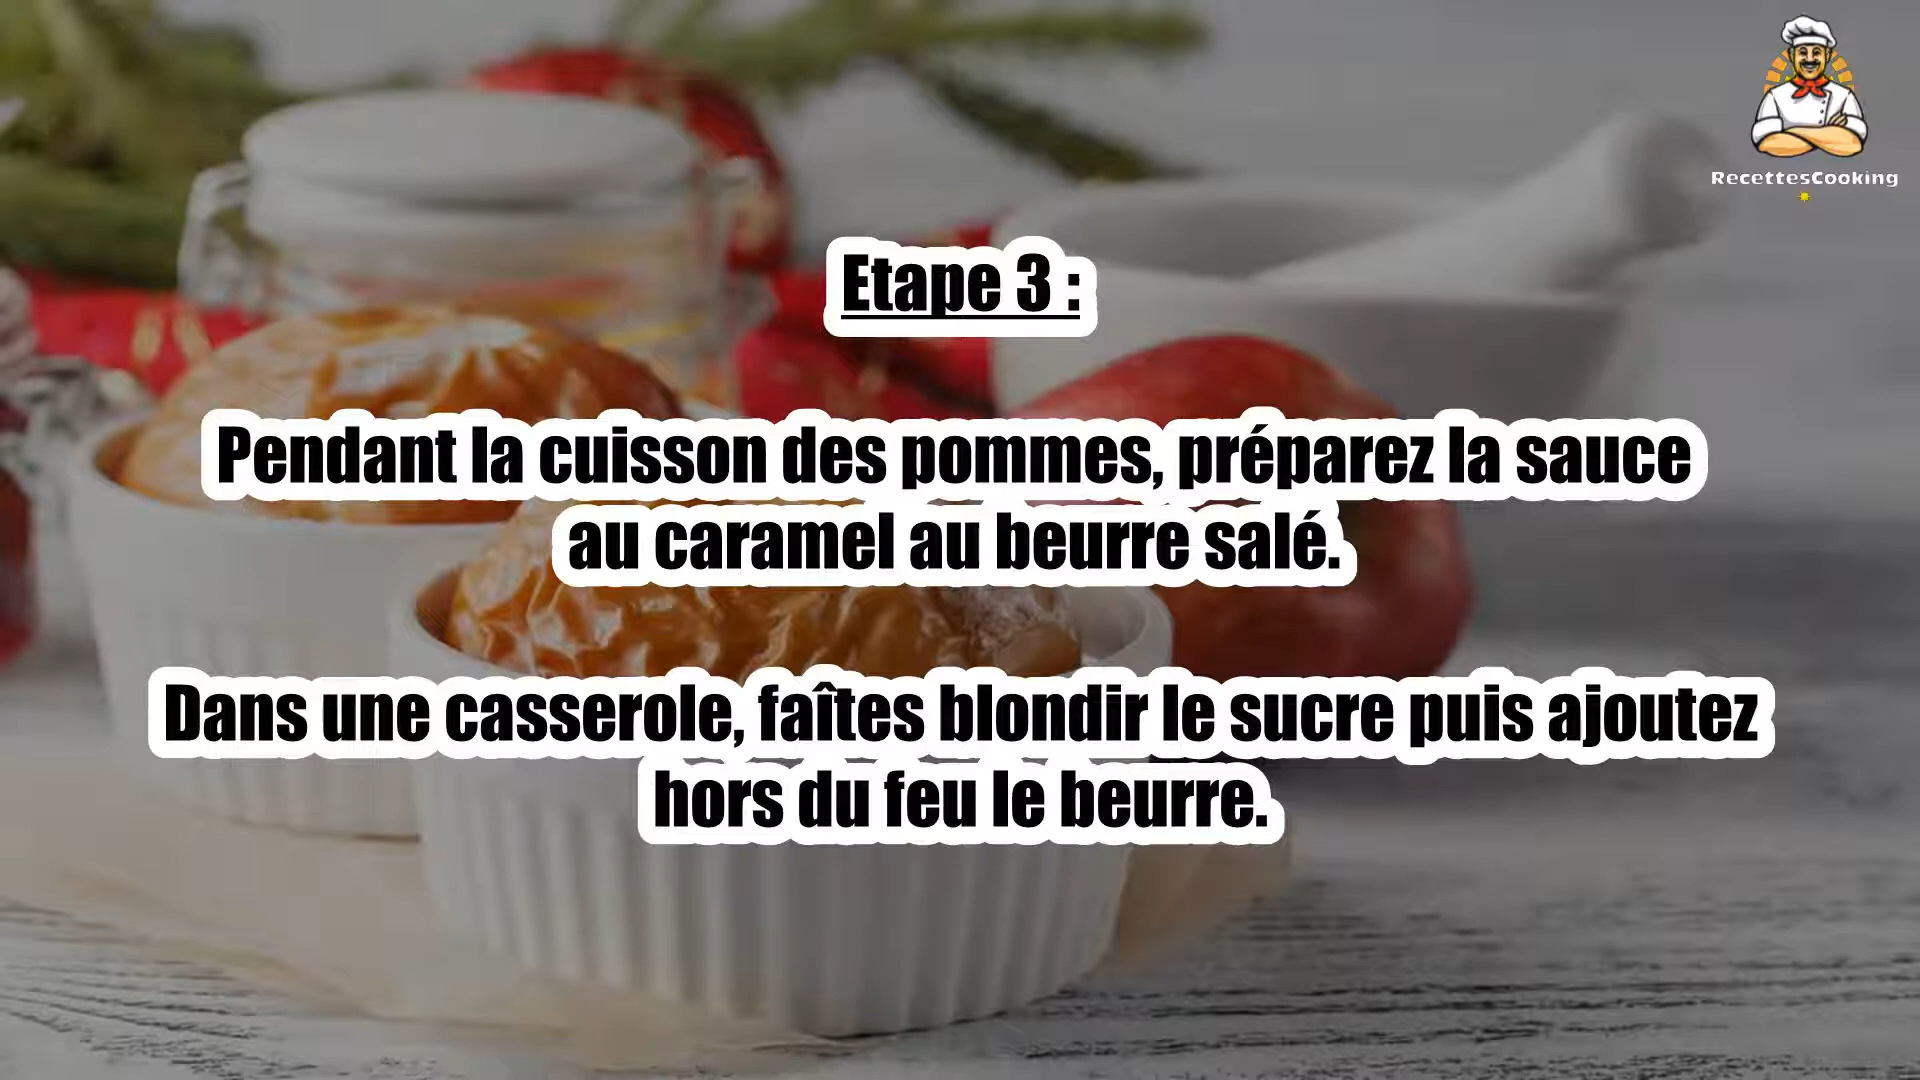 RecettesCooking
Etape 3 :
Pendant la cuisson des pommes, préparez la sauce
au caramel au beurre salé.
Dans une casserole, faîtes blondir le sucre puis ajoutez
hors du feu le beurre.